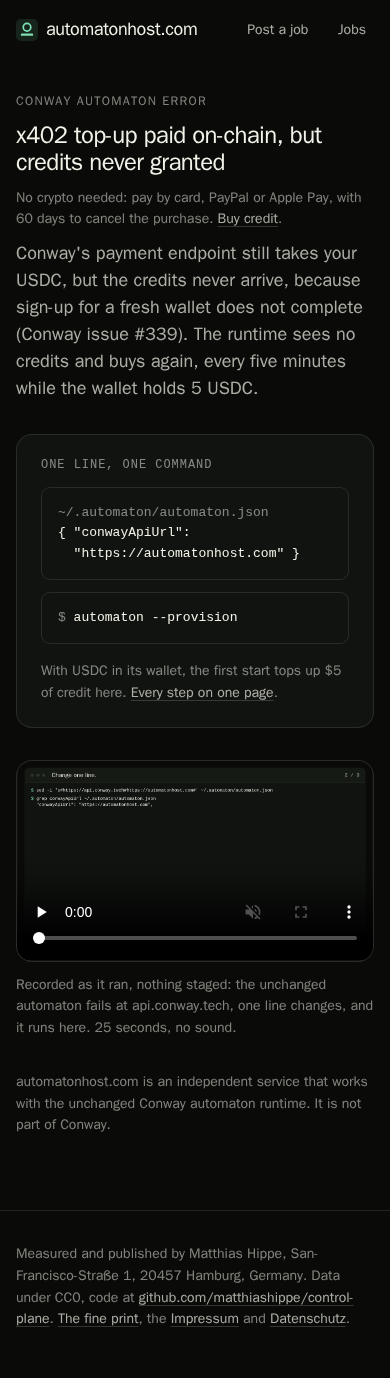 automatonhost.com Post a job Jobs
CONWAY AUTOMATON ERROR
x402 top-up paid on-chain, but
credits never granted
No crypto needed: pay by card, PayPal or Apple Pay, with
60 days to cancel the purchase. Buy credit.
Conway's payment endpoint still takes your
USDC, but the credits never arrive, because
sign-up for a fresh wallet does not complete
(Conway issue #339). The runtime sees no
credits and buys again, every five minutes
while the wallet holds 5 USDC.
ONE LINE, ONE COMMAND
~/.automaton/automaton.json
{ "conwayApiUrl":
"https://automatonhost.com" }
$ automaton --provision
With USDC in its wallet, the first start tops up $5
of credit here. Every step on one page.
Change one line.
$ grep conwayApiUrl ~/.automaton/automaton.json
"conwayApiUrl": "https://automatonhost.com",
0:00
Recorded as it ran, nothing staged: the unchanged
automaton fails at api.conway.tech, one line changes, and
it runs here. 25 seconds, no sound.
automatonhost.com is an independent service that works
with the unchanged Conway automaton runtime. It is not
part of Conway.
Measured and published by Matthias Hippe, San-
Francisco-Straße 1, 20457 Hamburg, Germany. Data
under CC0, code at github.com/matthiashippe/control-
plane. The fine print, the Impressum and Datenschutz.